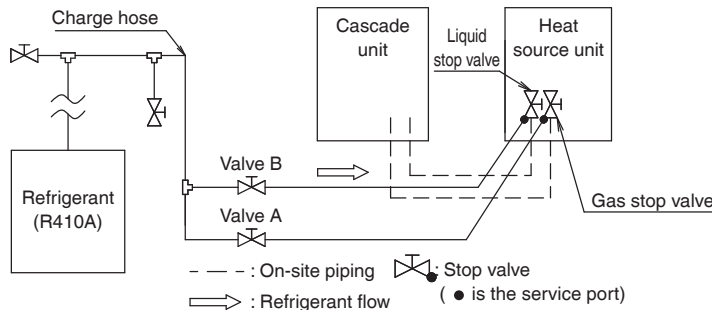 Charge hose
Cascade
unit
Liquid
stop valve
Heat
source unit
Refrigerant
(R410A)
Valve B
Valve A
Gas stop valve
: On-site piping
: Stop valve
( ● is the service port)
: Refrigerant flow